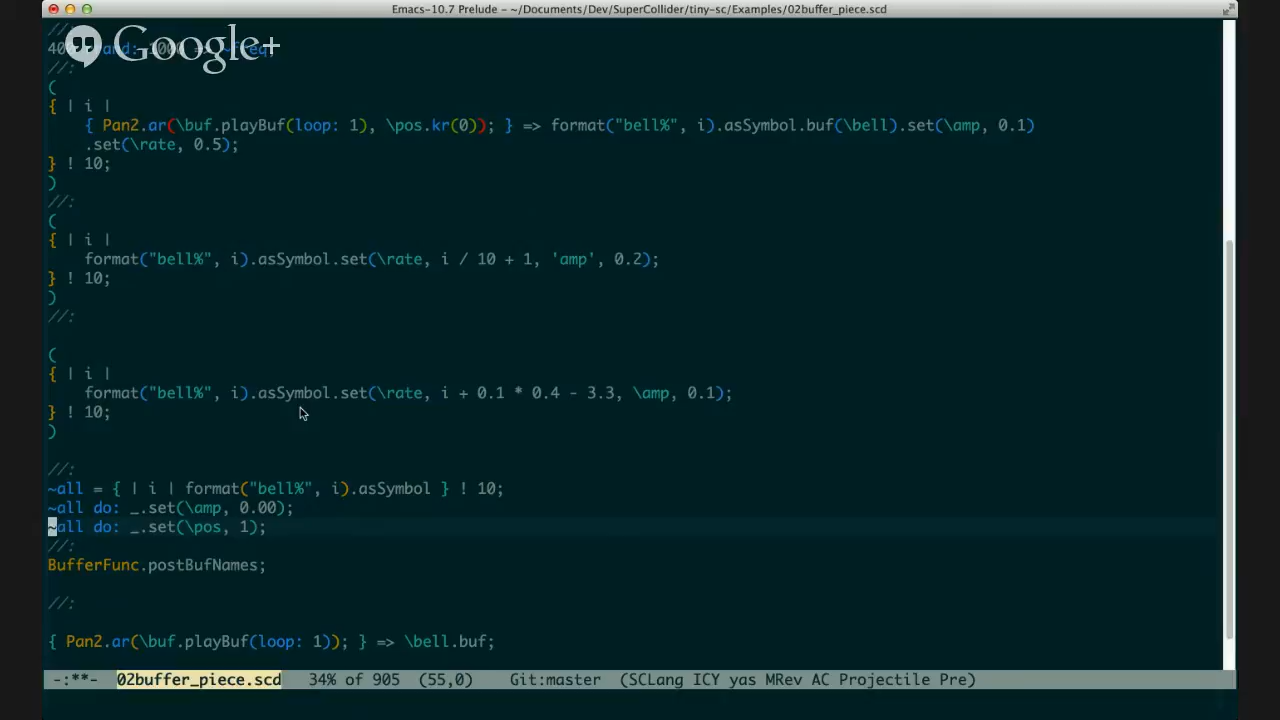 Emacs-10.7 Prelude - ~/Documents/Dev/SuperCollider/tiny-sc/Examples/02buffer_piece.scd
Google+
//:
(
{ | i |
{ Pan2.ar(\buf.playBuf(loop: 1), \pos.kr(0)); } => format("bell%", i).asSymbol.buf(\bell).set(\amp, 0.1)
.set(\rate, 0.5);
} ! 10;
)
//:
(
{ | i |
format("bell%", i).asSymbol.set(\rate, i / 10 + 1, 'amp', 0.2);
} ! 10;
)
//:
(
{ | i |
format("bell%", i).asSymbol.set(\rate, i + 0.1 * 0.4 - 3.3, \amp, 0.1);
} ! 10;
)
//:
~all = { | i | format("bell%", i).asSymbol } ! 10;
~all do: _.set(\amp, 0.00);
~all do: _.set(\pos, 1);
//:
BufferFunc.postBufNames;
//:
{ Pan2.ar(\buf.playBuf(loop: 1)); } => \bell.buf;
-:**- 02buffer_piece.scd 34% of 905 (55,0) Git:master (SCLang ICY yas MRev AC Projectile Pre)